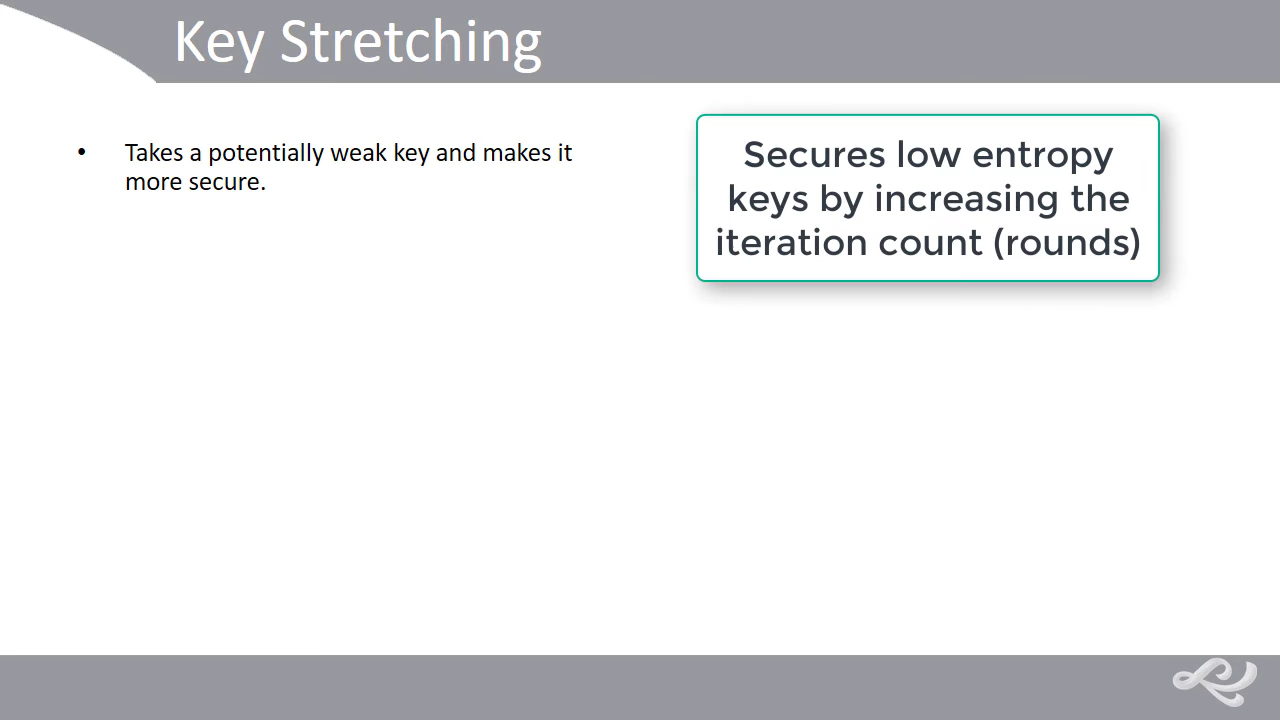 Key Stretching
• Takes a potentially weak key and makes it
more secure.
Secures low entropy
keys by increasing the
iteration count (rounds)